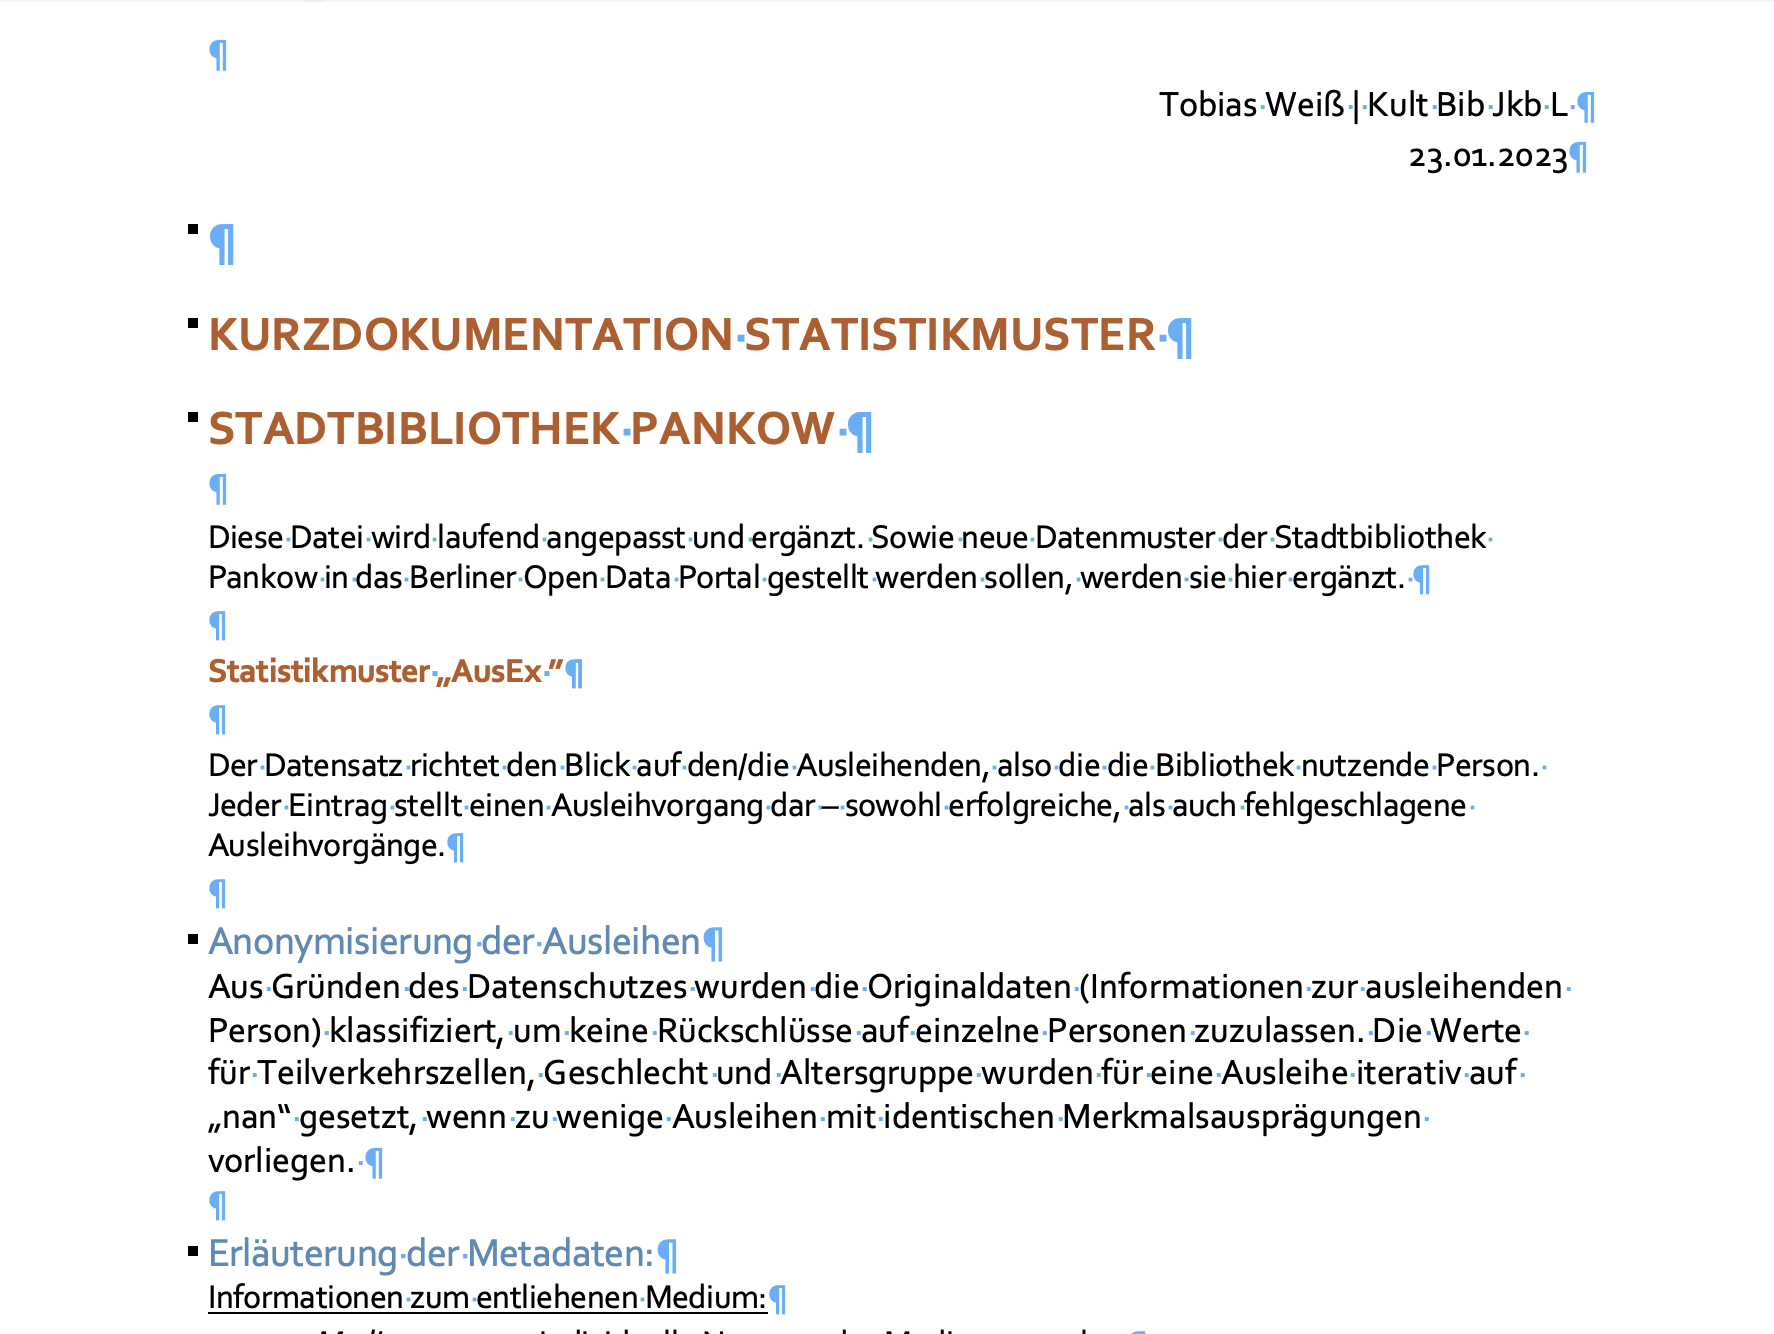 Tobias Weiß | Kult Bib Jkb L
23.01.2023
KURZDOKUMENTATION STATISTIKMUSTER
STADTBIBLIOTHEK PANKOW
Diese Datei wird laufend angepasst und ergänzt. Sowie neue Datenmuster der Stadtbibliothek
Pankow in das Berliner Open Data Portal gestellt werden sollen, werden sie hier ergänzt.
Statistikmuster „AusEx “
Der Datensatz richtet den Blick auf den/die Ausleihenden, also die die Bibliothek nutzende Person.
Jeder Eintrag stellt einen Ausleihvorgang dar – sowohl erfolgreiche, als auch fehlgeschlagene
Ausleihvorgänge.
Anonymisierung der Ausleihen
Aus Gründen des Datenschutzes wurden die Originaldaten (Informationen zur ausleihenden
Person) klassifiziert, um keine Rückschlüsse auf einzelne Personen zuzulassen. Die Werte
für Teilverkehrszellen, Geschlecht und Altersgruppe wurden für eine Ausleihe iterativ auf
„nan“ gesetzt, wenn zu wenige Ausleihen mit identischen Merkmalsausprägungen
vorliegen.
Erläuterung der Metadaten:
Informationen zum entliehenen Medium: